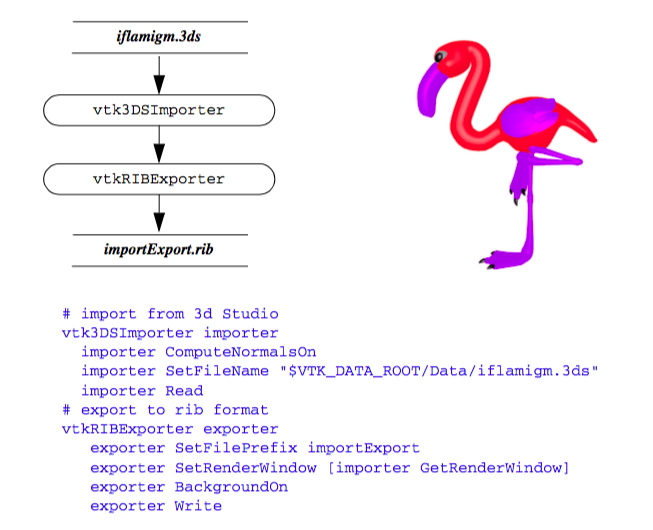 iflamigm.3ds
vtk3DSImporter
vtkRIBExporter
importExport.rib
# import from 3d Studio
vtk3DSImporter importer
  importer ComputeNormalsOn
  importer SetFileName "$VTK_DATA_ROOT/Data/iflamigm.3ds"
  importer Read
# export to rib format
vtkRIBExporter exporter
   exporter SetFilePrefix importExport
   exporter SetRenderWindow [importer GetRenderWindow]
   exporter BackgroundOn
   exporter Write